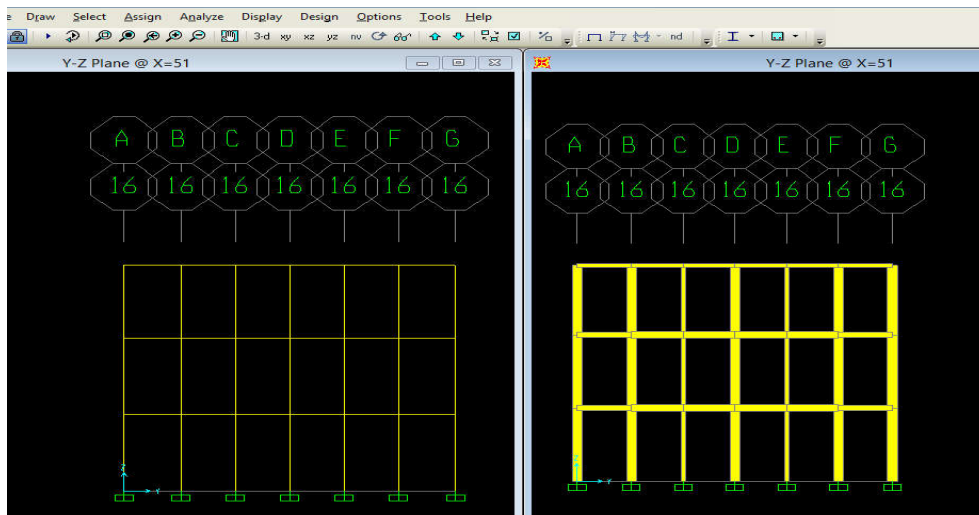 e Draw Select Assign Analyze Display Design Options Tools Help
3-d xy xz yz nv nd
Y-Z Plane @ X=51
A B C D E F G
16 16 16 16 16 16 16
Z
Y
Y-Z Plane @ X=51
A B C D E F G
16 16 16 16 16 16 16
Z
Y